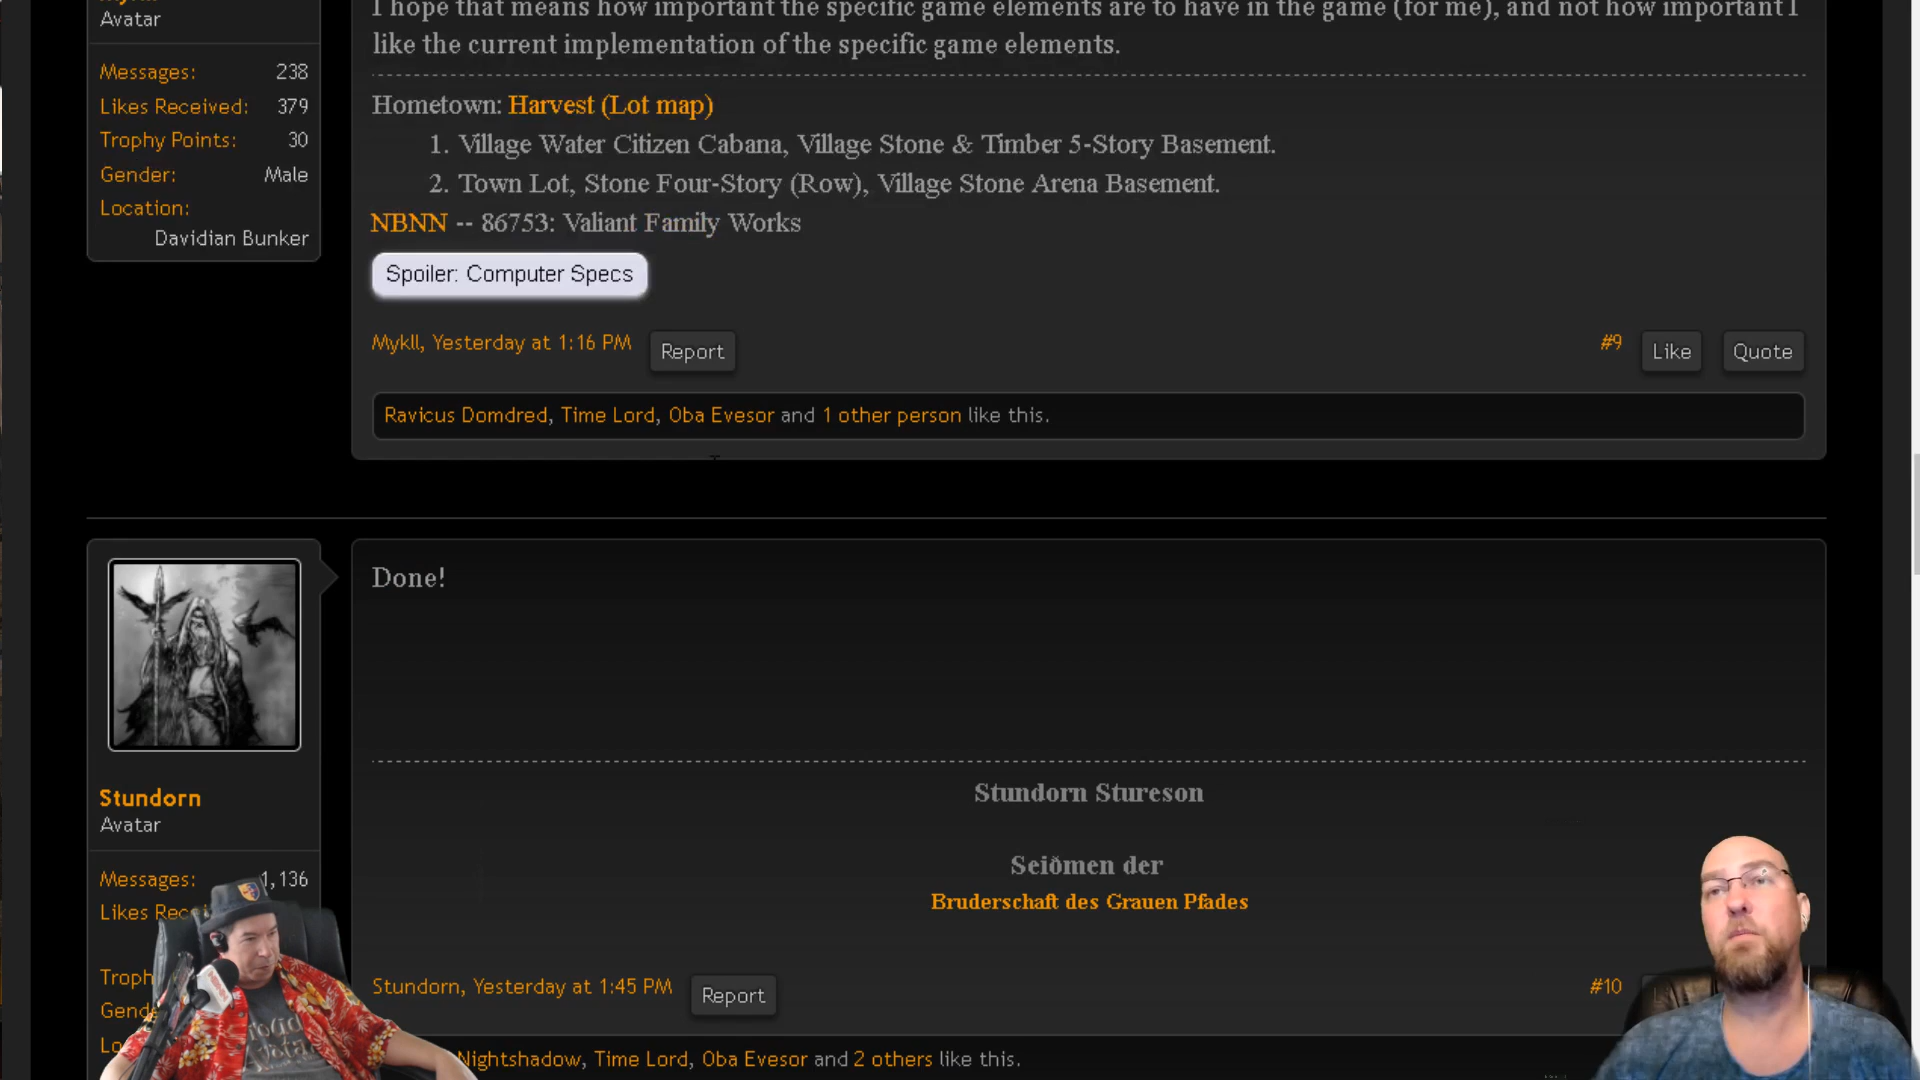 Avatar
Messages: 238
Likes Received: 379
Trophy Points: 30
Gender: Male
Location:
Davidian Bunker
I hope that means how important the specific game elements are to have in the game (for me), and not how important I
like the current implementation of the specific game elements.
Hometown: Harvest (Lot map)
1. Village Water Citizen Cabana, Village Stone & Timber 5-Story Basement.
2. Town Lot, Stone Four-Story (Row), Village Stone Arena Basement.
NBNN -- 86753: Valiant Family Works
Spoiler: Computer Specs
Mykll, Yesterday at 1:16 PM Report #9 Like Quote
Ravicus Domdred, Time Lord, Oba Evesor and 1 other person like this.
Stundorn
Avatar
Messages: 1,136
Likes
Done!
Stundorn Stureson
Seiðmen der
Bruderschaft des Grauen Pfades
Stundorn, Yesterday at 1:45 PM Report #10
Nightshadow, Time Lord, Oba Evesor and 2 others like this.